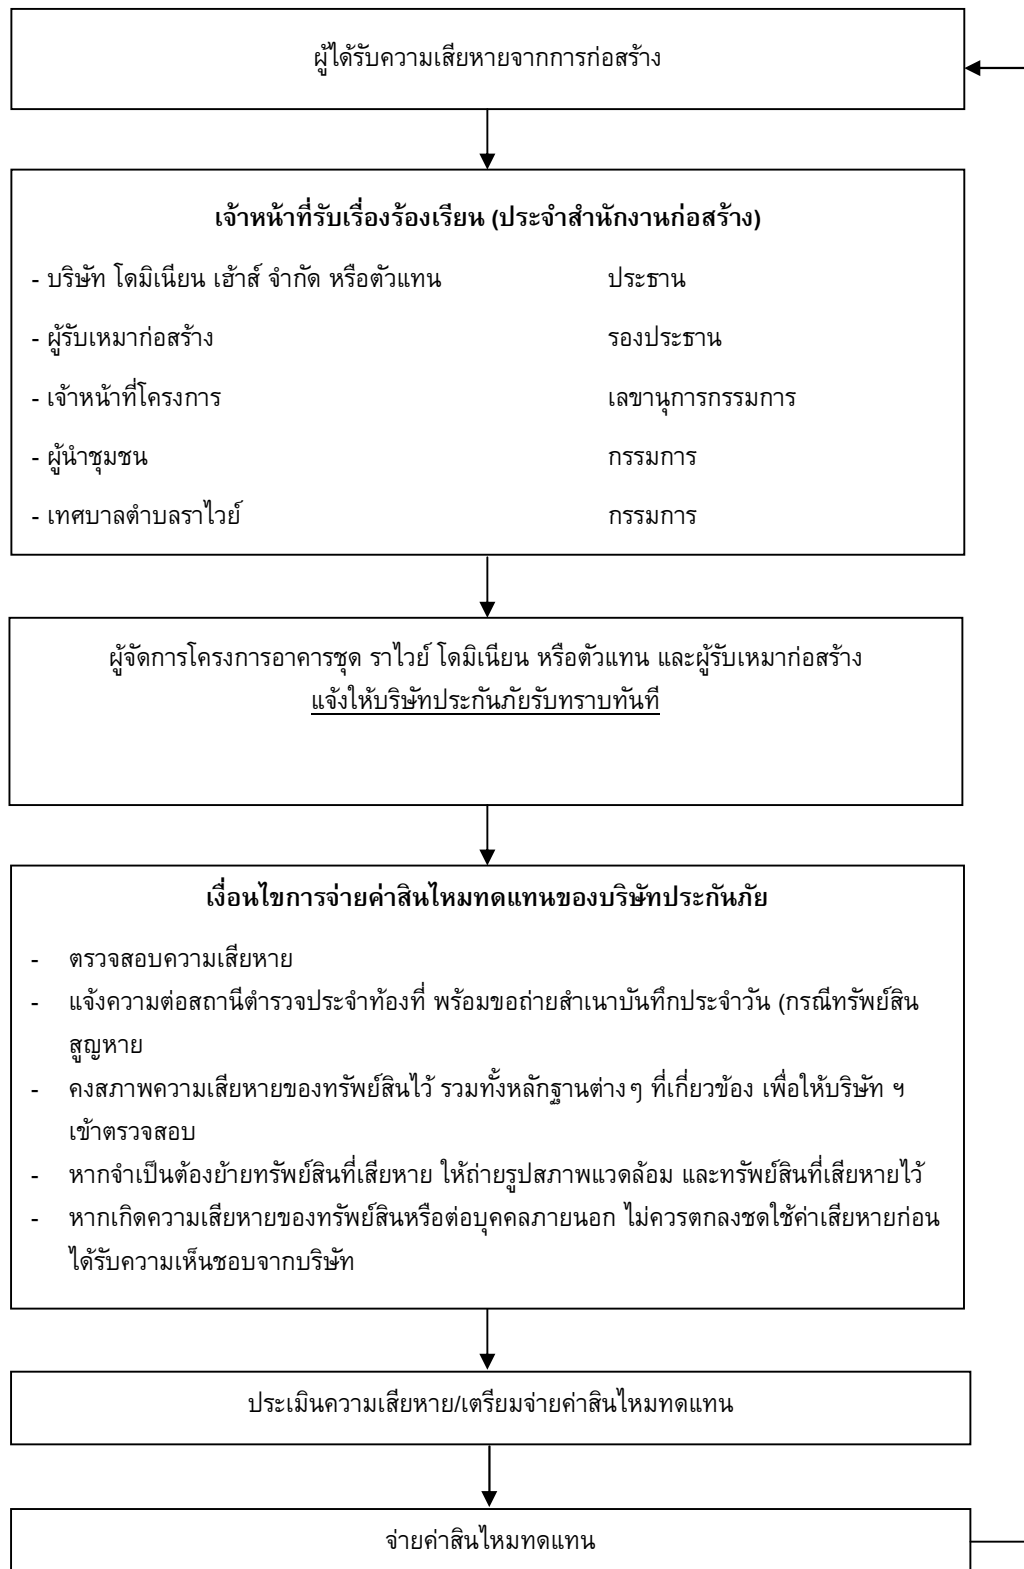 ผู้ได้รับความเสียหายจากการก่อสร้าง
เจ้าหน้าที่รับเรื่องร้องเรียน (ประจำสำนักงานก่อสร้าง)
- บริษัท โดมิเนียน เฮ้าส์ จำกัด หรือตัวแทน ประธาน
- ผู้รับเหมาก่อสร้าง รองประธาน
- เจ้าหน้าที่โครงการ เลขานุการกรรมการ
- ผู้นำชุมชน กรรมการ
- เทศบาลตำบลราไวย์ กรรมการ
ผู้จัดการโครงการอาคารชุด ราไวย์ โดมิเนียน หรือตัวแทน และผู้รับเหมาก่อสร้าง
แจ้งให้บริษัทประกันภัยรับทราบทันที
เงื่อนไขการจ่ายค่าสินไหมทดแทนของบริษัทประกันภัย
- ตรวจสอบความเสียหาย
- แจ้งความต่อสถานีตำรวจประจำท้องที่ พร้อมขอถ่ายสำเนาบันทึกประจำวัน (กรณีทรัพย์สิน
สูญหาย
- คงสภาพความเสียหายของทรัพย์สินไว้ รวมทั้งหลักฐานต่างๆ ที่เกี่ยวข้อง เพื่อให้บริษัท ฯ
เข้าตรวจสอบ
- หากจำเป็นต้องย้ายทรัพย์สินที่เสียหาย ให้ถ่ายรูปสภาพแวดล้อม และทรัพย์สินที่เสียหายไว้
- หากเกิดความเสียหายของทรัพย์สินหรือต่อบุคคลภายนอก ไม่ควรตกลงชดใช้ค่าเสียหายก่อน
ได้รับความเห็นชอบจากบริษัท
ประเมินความเสียหาย/เตรียมจ่ายค่าสินไหมทดแทน
จ่ายค่าสินไหมทดแทน